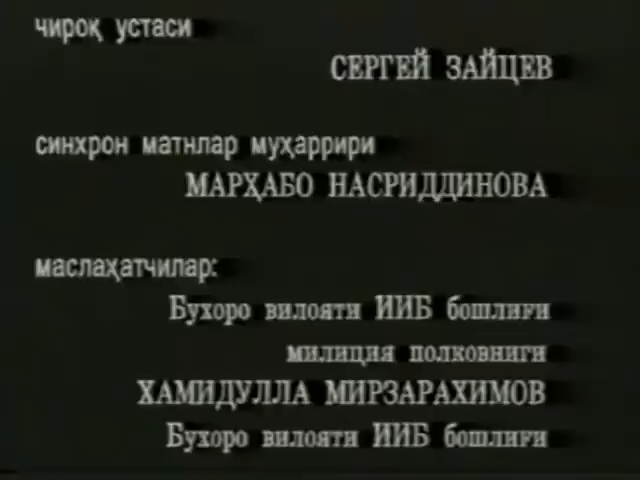 чироқ устаси
СЕРГЕЙ ЗАЙЦЕВ
синхрон матнлар муҳаррири
МАРҲАБО НАСРИДДИНОВА
маслаҳатчилар:
Бухоро вилояти ИИБ бошлиғи
милиция полковниги
ХАМИДУЛЛА МИРЗАРАХИМОВ
Бухоро вилояти ИИБ бошлиғи